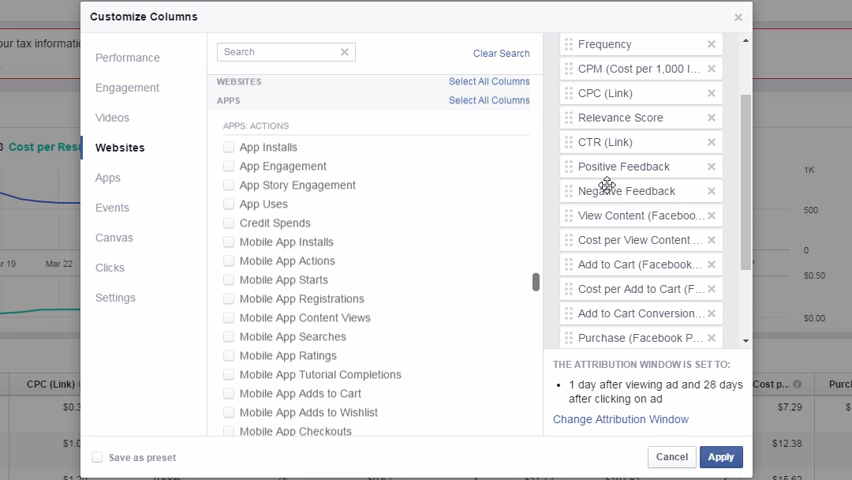 Customize Columns
our tax informati
Performance
Engagement
Videos
Websites
Apps
Events
Canvas
Clicks
Settings
Search
Clear Search
WEBSITES
Select All Columns
APPS
Select All Columns
APPS: ACTIONS
App Installs
App Engagement
App Story Engagement
App Uses
Credit Spends
Mobile App Installs
Mobile App Actions
Mobile App Starts
Mobile App Registrations
Mobile App Content Views
Mobile App Searches
Mobile App Ratings
Mobile App Tutorial Completions
Mobile App Adds to Cart
Mobile App Adds to Wishlist
Mobile App Checkouts
Frequency
CPM (Cost per 1,000 I...
CPC (Link)
Relevance Score
CTR (Link)
Positive Feedback
Negative Feedback
View Content (Faceboo...
Cost per View Content ...
Add to Cart (Facebook...
Cost per Add to Cart (F...
Add to Cart Conversion...
Purchase (Facebook P...
THE ATTRIBUTION WINDOW IS SET TO:
• 1 day after viewing ad and 28 days
after clicking on ad
Change Attribution Window
Save as preset
Cancel
Apply
Cost per Res
ar 19
Mar 22
1K
500
0
$0.50
$0.00
CPC (Link)
Cost p...
Purch
$0.3
$7.29
$1.0
$12.38